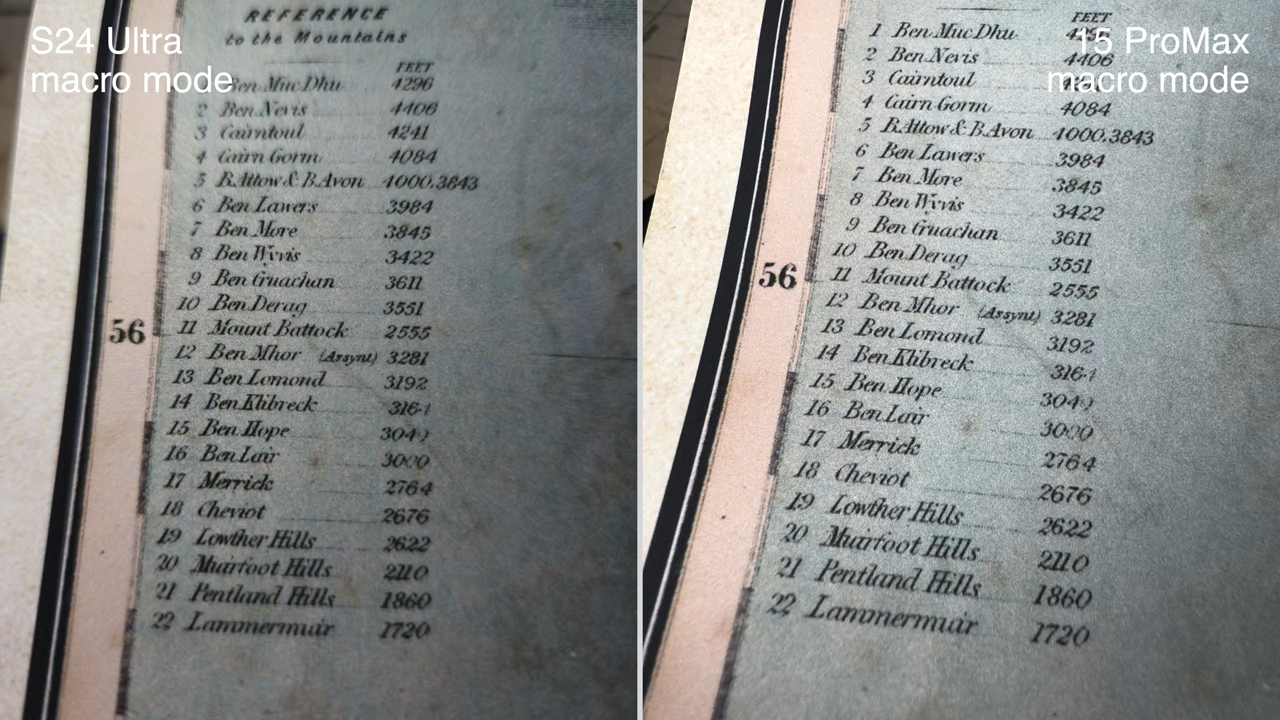 S24 Ultra
macro mode
REFERENCE
to the Mountains
FEET
Ben Muc Dhu 4296
2 Ben Nevis 4406
3 Cairntoul 4241
4 Cairn Gorm 4084
5 B.Attow & B.Avon 4000.3843
6 Ben Lawers 3984
7 Ben More 3845
8 Ben Wyvis 3422
9 Ben Cruachan 3611
10 Ben Derag 3551
11 Mount Battock 2555
12 Ben Mhor (Assynt) 3281
13 Ben Lomond 3192
14 Ben Klibreck 3164
15 Ben Hope 3040
16 Ben Lair 3000
17 Merrick 2764
18 Cheviot 2676
19 Lowther Hills 2622
20 Muirfoot Hills 2110
21 Pentland Hills 1860
22 Lammermuir 1720
56
15 ProMax
macro mode
FEET
1 Ben Muc Dhu
2 Ben Nevis 4406
3 Cairntoul
4 Cairn Gorm 4084
5 B.Attow & B.Avon 4000.3843
6 Ben Lawers 3984
7 Ben More 3845
8 Ben Wyvis 3422
9 Ben Cruachan 3611
10 Ben Derag 3551
11 Mount Battock 2555
12 Ben Mhor (Assynt) 3281
13 Ben Lomond 3192
14 Ben Klibreck 3164
15 Ben Hope 3040
16 Ben Lair 3000
17 Merrick 2764
18 Cheviot 2676
19 Lowther Hills 2622
20 Muirfoot Hills 2110
21 Pentland Hills 1860
22 Lammermuir 1720
56